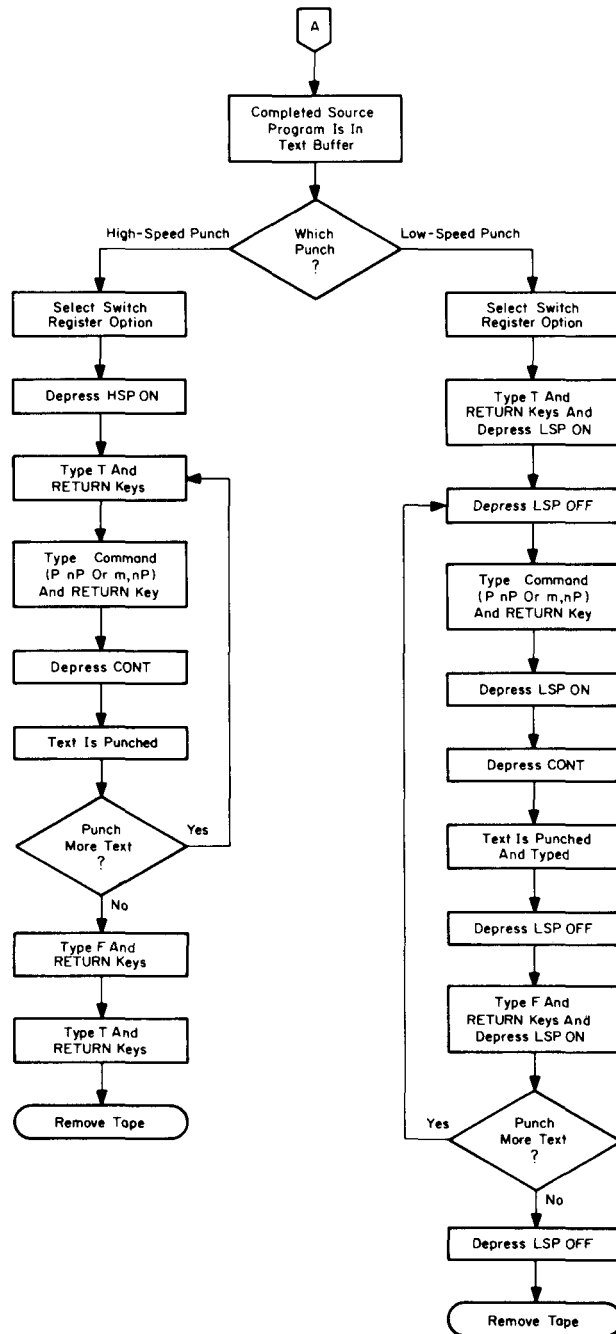 A
Completed Source
Program Is In
Text Buffer
High-Speed Punch
Which
Punch
?
Low-Speed Punch
Select Switch
Register Option
Depress HSP ON
Type T And
RETURN Keys
Type Command
(P nP Or m,nP)
And RETURN Key
Depress CONT
Text Is Punched
Punch
More Text
?
Yes
No
Type F And
RETURN Keys
Type T And
RETURN Keys
Remove Tape
Select Switch
Register Option
Type T And
RETURN Keys And
Depress LSP ON
Depress LSP OFF
Type Command
(P nP Or m,nP)
And RETURN Key
Depress LSP ON
Depress CONT
Text Is Punched
And Typed
Depress LSP OFF
Type F And
RETURN Keys And
Depress LSP ON
Yes
Punch
More Text
?
No
Depress LSP OFF
Remove Tape